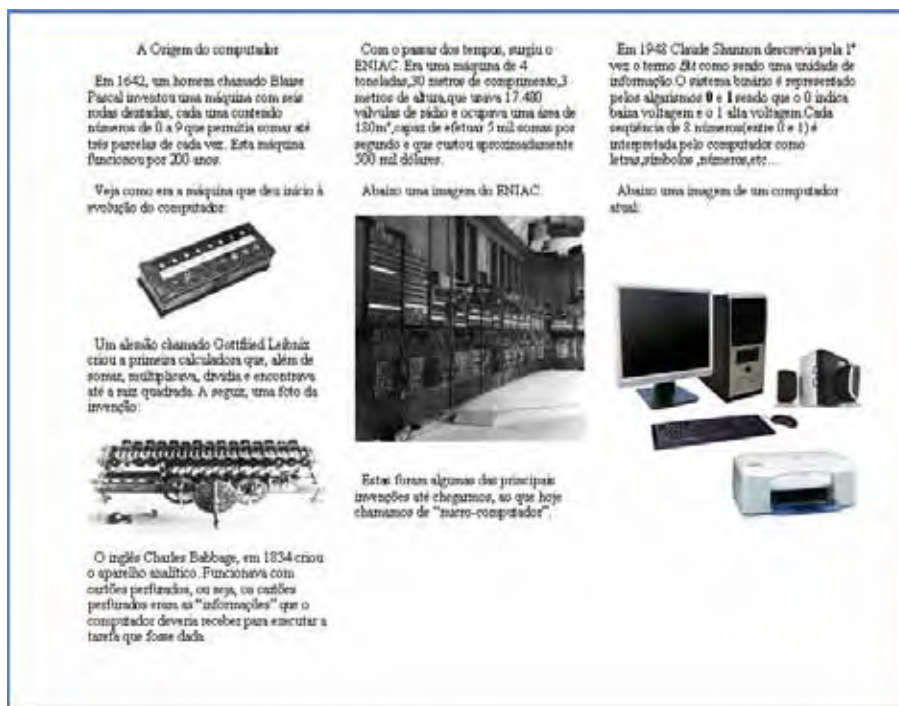 A Origem do computador
Em 1642, um homem chamado Blaise
Pascal inventou uma máquina com seis
rodas dentadas, cada uma contendo
números de 0 a 9 que permitia somar até
três parcelas de cada vez. Esta máquina
funcionou por 200 anos.
Veja como era a máquina que deu início à
evolução do computador:
Um alemão chamado Gottfried Leibniz
criou a primeira calculadora que, além de
somar, multiplicava, dividia e encontrava
até a raiz quadrada. A seguir, uma foto da
invenção:
O inglês Charles Babbage, em 1834 criou
o aparelho analítico. Funcionava com
cartões perfurados, ou seja, os cartões
perfurados eram as "informações" que o
computador deveria receber para executar a
tarefa que fosse dada.
Com o passar dos tempos, surgiu o
ENIAC. Era uma máquina de 4
toneladas,30 metros de comprimento,3
metros de altura,que usava 17.480
válvulas de rádio e ocupava uma área de
180m²,capaz de efetuar 5 mil somas por
segundo e que custou aproximadamente
500 mil dólares.
Abaixo uma imagem do ENIAC.
Estas foram algumas das principais
invenções até chegarmos, ao que hoje
chamamos de "micro-computador".
Em 1948 Claude Shannon descrevia pela 1ª
vez o termo Bit como sendo uma unidade de
informação.O sistema binário é representado
pelos algarismos 0 e 1 sendo que o 0 indica
baixa voltagem e o 1 alta voltagem.Cada
seqüência de 8 números(entre 0 e 1) é
interpretada pelo computador como
letras,símbolos ,números,etc...
Abaixo uma imagem de um computador
atual: